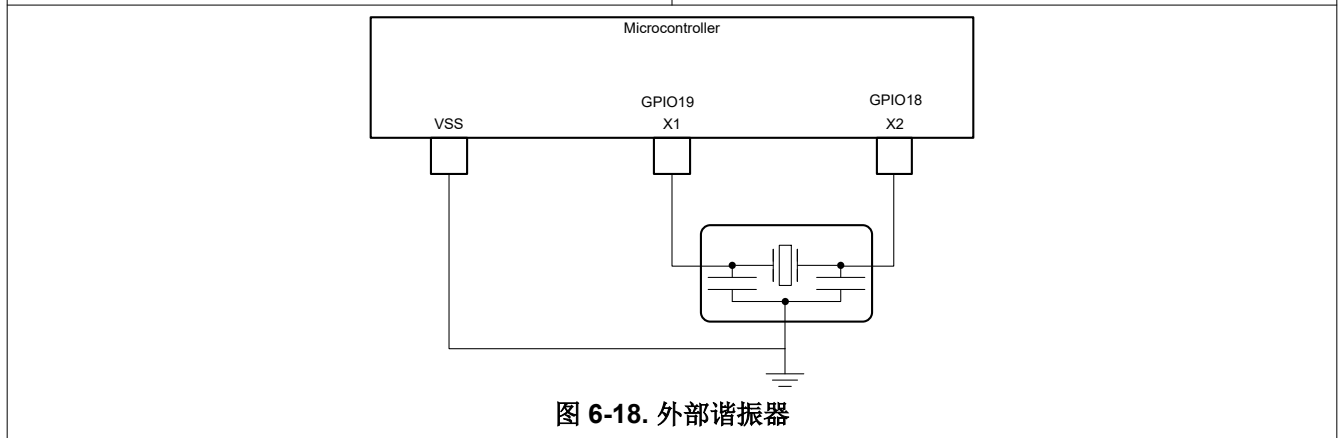 Microcontroller
GPIO19
GPIO18
VSS
X1
X2
图 6-18. 外部谐振器